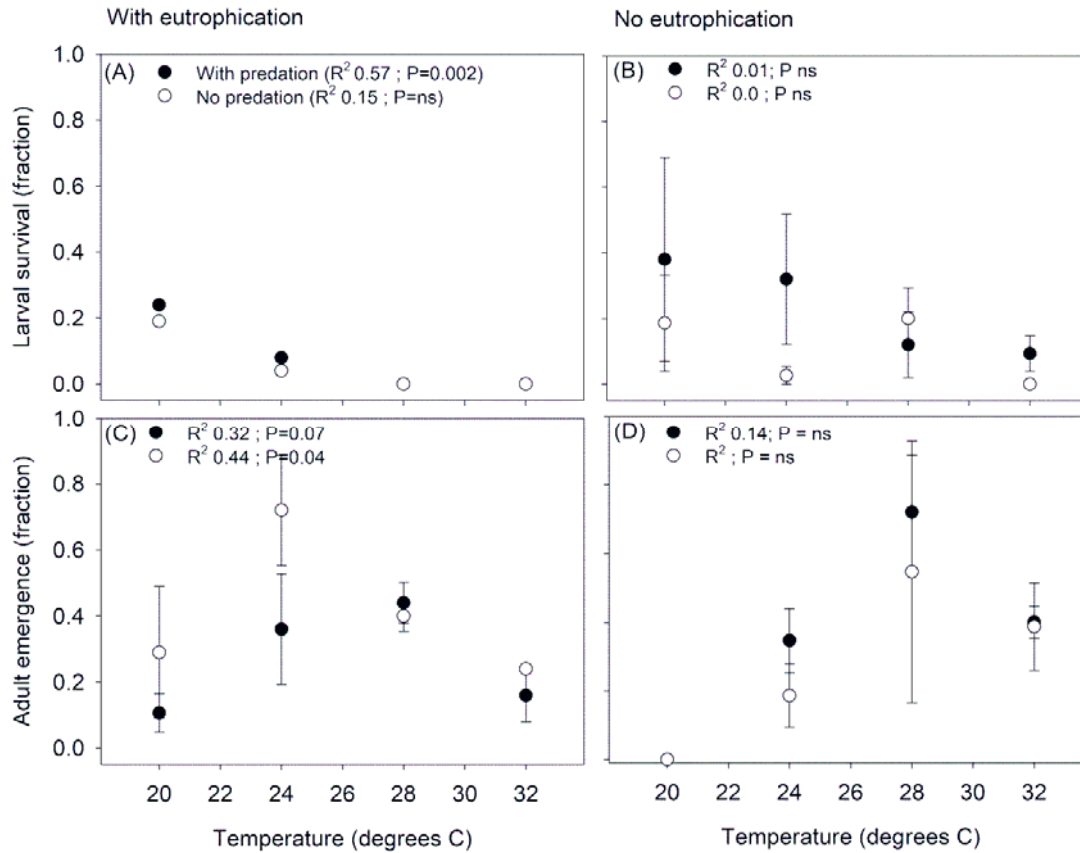 With eutrophication
No eutrophication
(A)
With predation (R² 0.57 ; P=0.002)
No predation (R² 0.15 ; P=ns)
(B)
R² 0.01; P ns
R² 0.0 ; P ns
Larval survival (fraction)
1.0
0.8
0.6
0.4
0.2
0.0
(C)
R² 0.32 ; P=0.07
R² 0.44 ; P=0.04
(D)
R² 0.14; P = ns
R² ; P = ns
Adult emergence (fraction)
1.0
0.8
0.6
0.4
0.2
0.0
20 22 24 26 28 30 32
20 22 24 26 28 30 32
Temperature (degrees C)
Temperature (degrees C)